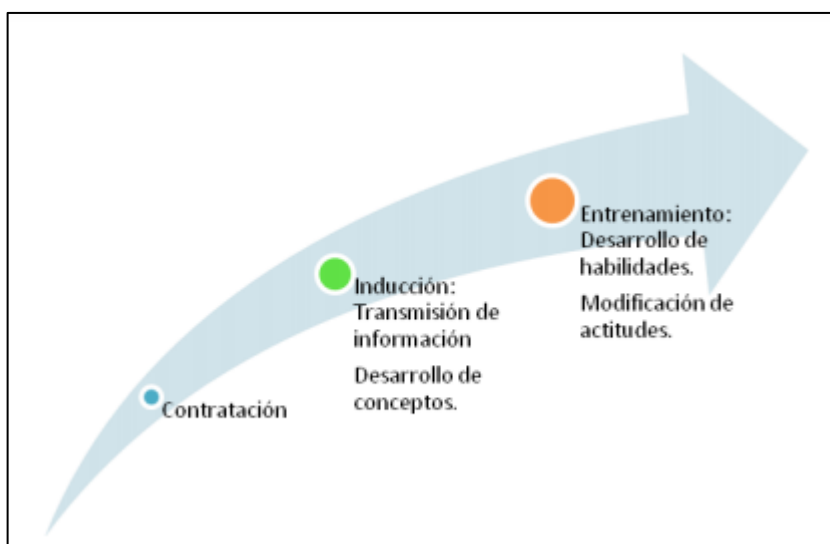 Contratación
Inducción:
Transmisión de
información
Desarrollo de
conceptos.
Entrenamiento:
Desarrollo de
habilidades.
Modificación de
actitudes.